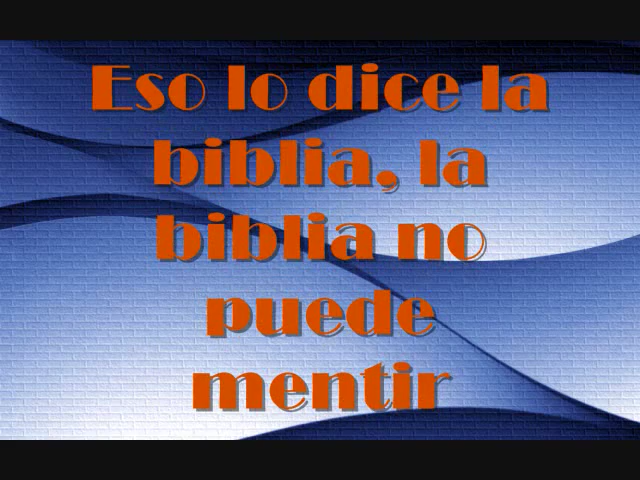 Eso lo dice la
biblia, la
biblia no
puede
mentir